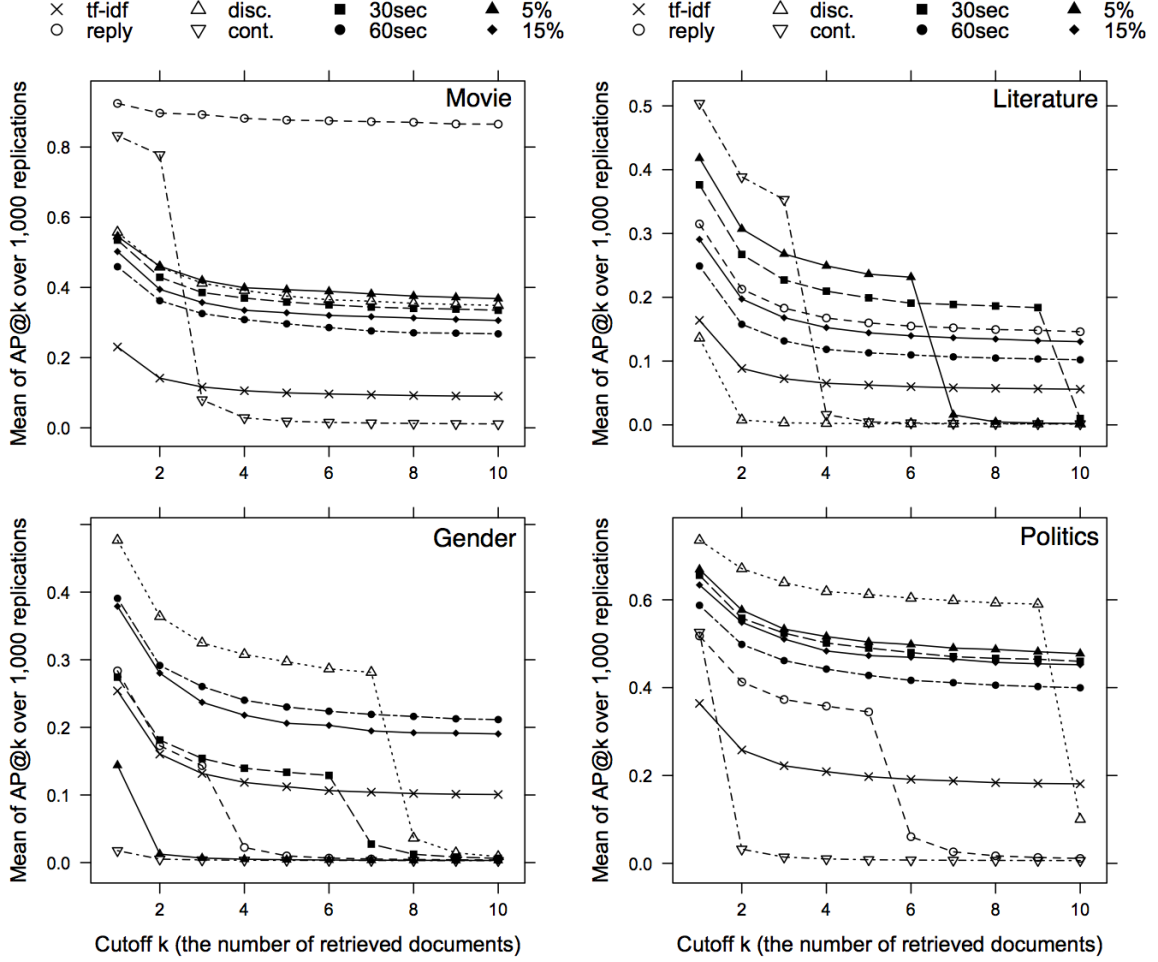 tf-idf disc. 30sec 5%
reply cont. 60sec 15%
tf-idf disc. 30sec 5%
reply cont. 60sec 15%
Movie
Mean of AP@k over 1,000 replications
0.8
0.6
0.4
0.2
0.0
2 4 6 8 10
Literature
Mean of AP@k over 1,000 replications
0.5
0.4
0.3
0.2
0.1
0.0
2 4 6 8 10
Gender
Mean of AP@k over 1,000 replications
0.4
0.3
0.2
0.1
0.0
2 4 6 8 10
Cutoff k (the number of retrieved documents)
Politics
Mean of AP@k over 1,000 replications
0.6
0.4
0.2
0.0
2 4 6 8 10
Cutoff k (the number of retrieved documents)